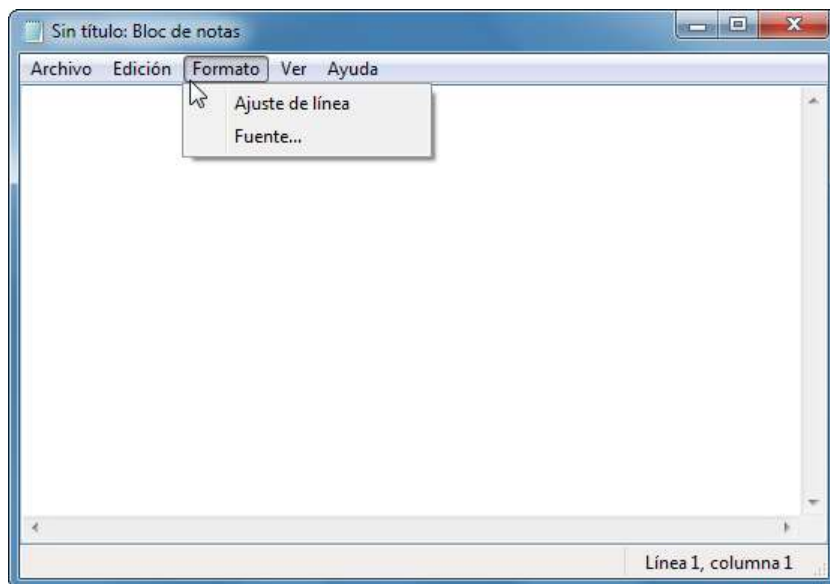 Sin título: Bloc de notas
Archivo Edición Formato Ver Ayuda
Ajuste de línea
Fuente...
Línea 1, columna 1